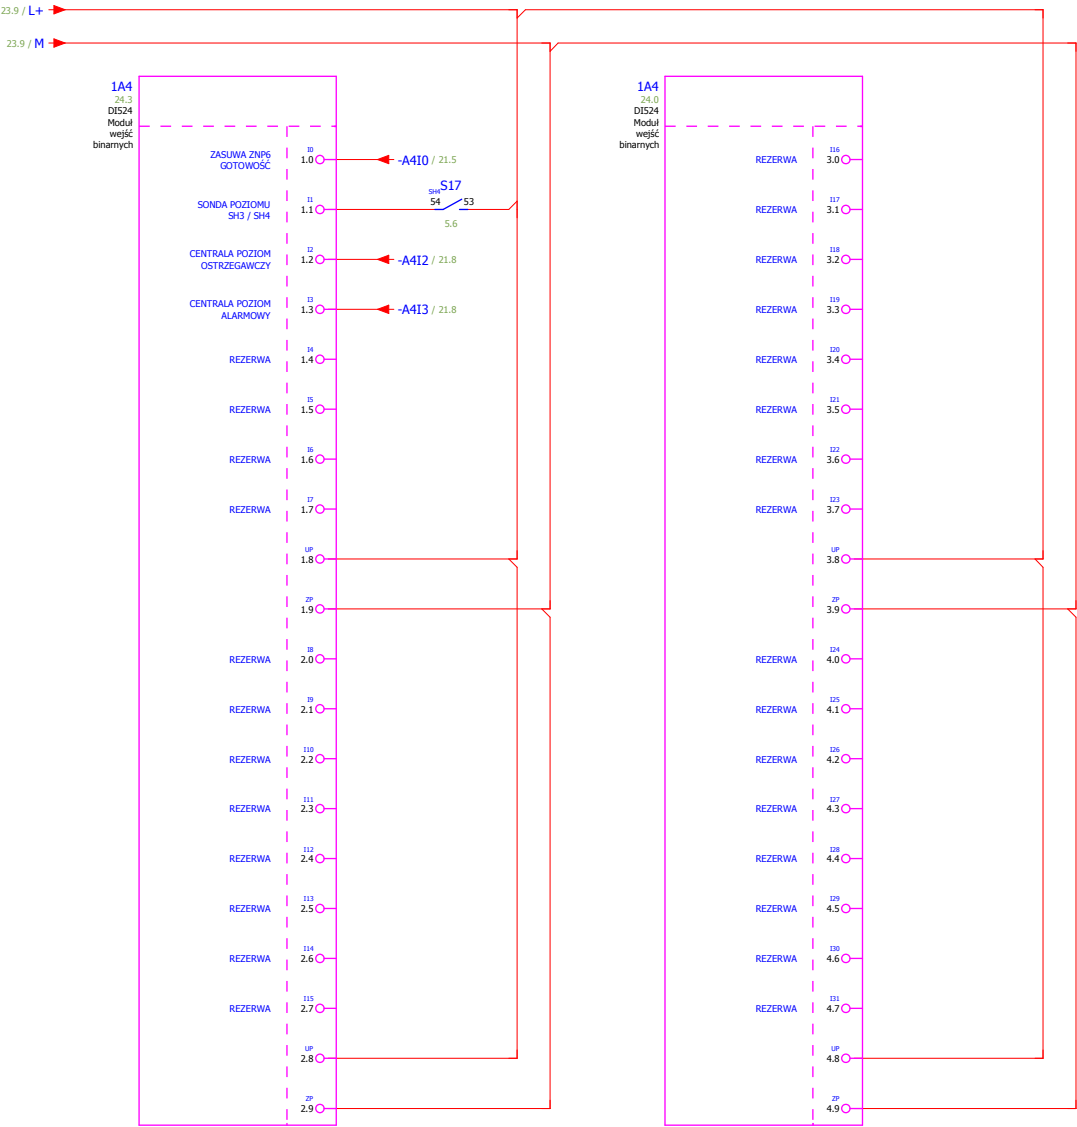 23.9 / L+
23.9 / M
1A4
24.3
DI524
Moduł
wejść
binarnych
ZASUWA ZNP6
GOTOWOŚĆ
I0
1.0
-A4I0 / 21.5
SONDA POZIOMU
SH3 / SH4
I1
1.1
SH4
S17
54
53
5.6
CENTRALA POZIOM
OSTRZEGAWCZY
I2
1.2
-A4I2 / 21.8
CENTRALA POZIOM
ALARMOWY
I3
1.3
-A4I3 / 21.8
REZERWA
I4
1.4
REZERWA
I5
1.5
REZERWA
I6
1.6
REZERWA
I7
1.7
UP
1.8
ZP
1.9
REZERWA
I8
2.0
REZERWA
I9
2.1
REZERWA
I10
2.2
REZERWA
I11
2.3
REZERWA
I12
2.4
REZERWA
I13
2.5
REZERWA
I14
2.6
REZERWA
I15
2.7
UP
2.8
ZP
2.9
1A4
24.0
DI524
Moduł
wejść
binarnych
REZERWA
I16
3.0
REZERWA
I17
3.1
REZERWA
I18
3.2
REZERWA
I19
3.3
REZERWA
I20
3.4
REZERWA
I21
3.5
REZERWA
I22
3.6
REZERWA
I23
3.7
UP
3.8
ZP
3.9
REZERWA
I24
4.0
REZERWA
I25
4.1
REZERWA
I26
4.2
REZERWA
I27
4.3
REZERWA
I28
4.4
REZERWA
I29
4.5
REZERWA
I30
4.6
REZERWA
I31
4.7
UP
4.8
ZP
4.9